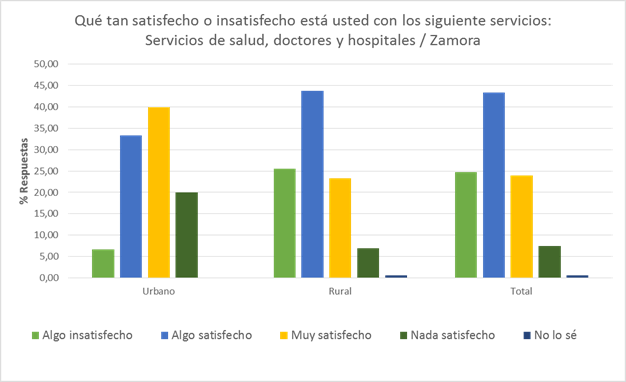 Qué tan satisfecho o insatisfecho está usted con los siguiente servicios:
Servicios de salud, doctores y hospitales / Zamora
50,00
45,00
40,00
35,00
30,00
25,00
20,00
15,00
10,00
5,00
0,00
% Respuestas
Urbano Rural Total
Algo insatisfecho Algo satisfecho Muy satisfecho Nada satisfecho No lo sé